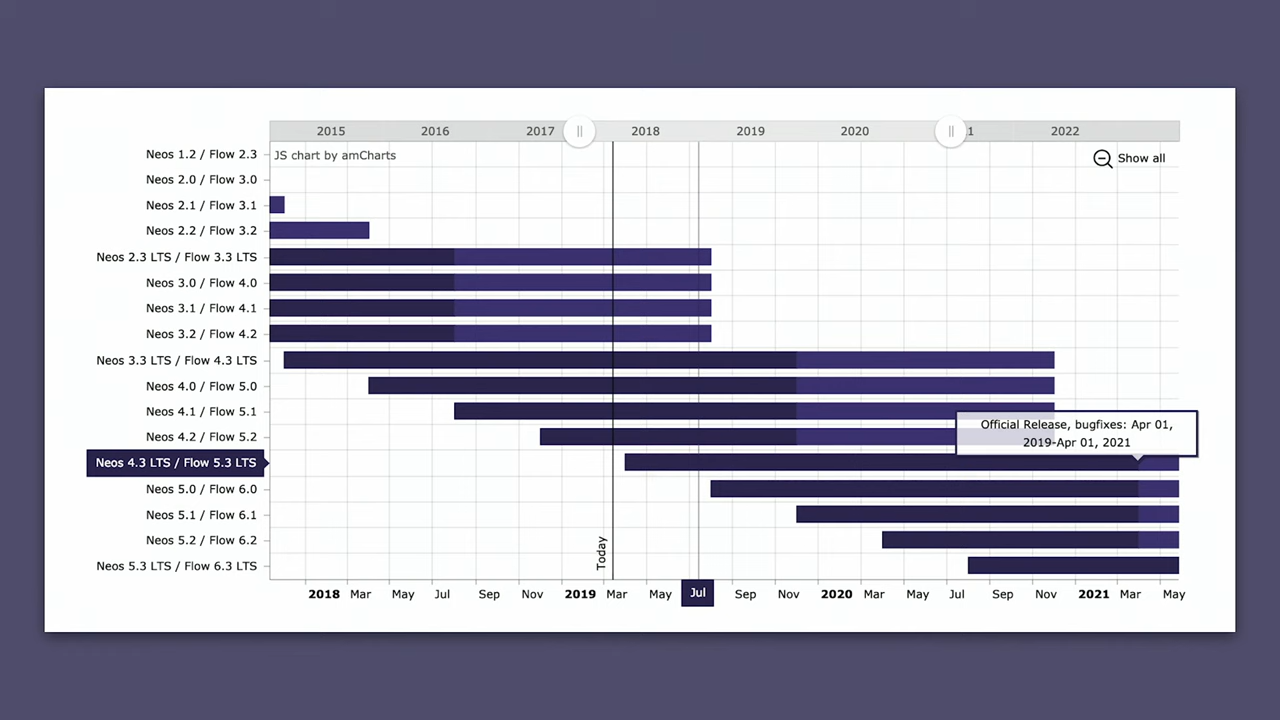 2015 2016 2017 2018 2019 2020 1 2022
JS chart by amCharts
Show all
Neos 1.2 / Flow 2.3
Neos 2.0 / Flow 3.0
Neos 2.1 / Flow 3.1
Neos 2.2 / Flow 3.2
Neos 2.3 LTS / Flow 3.3 LTS
Neos 3.0 / Flow 4.0
Neos 3.1 / Flow 4.1
Neos 3.2 / Flow 4.2
Neos 3.3 LTS / Flow 4.3 LTS
Neos 4.0 / Flow 5.0
Neos 4.1 / Flow 5.1
Neos 4.2 / Flow 5.2
Neos 4.3 LTS / Flow 5.3 LTS
Neos 5.0 / Flow 6.0
Neos 5.1 / Flow 6.1
Neos 5.2 / Flow 6.2
Neos 5.3 LTS / Flow 6.3 LTS
Official Release, bugfixes: Apr 01,
2019-Apr 01, 2021
Today
2018 Mar May Jul Sep Nov 2019 Mar May Jul Sep Nov 2020 Mar May Jul Sep Nov 2021 Mar May